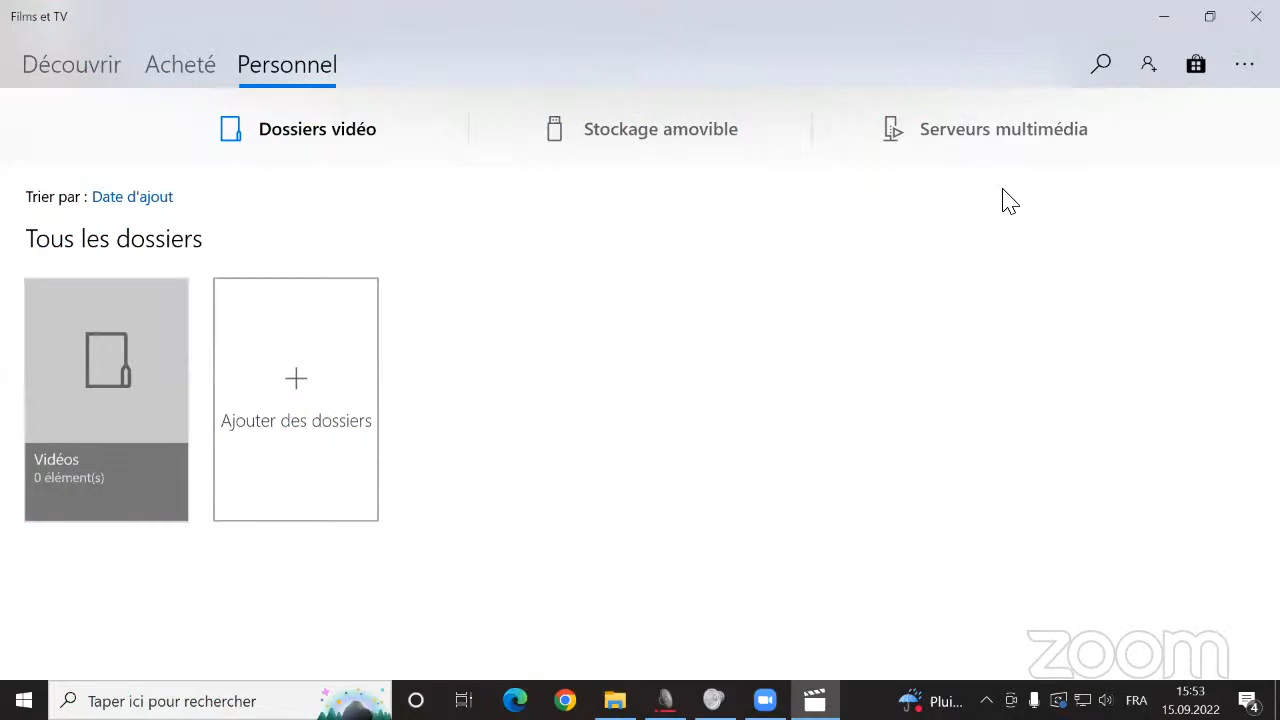 Films et TV
Découvrir Acheté Personnel
Dossiers vidéo Stockage amovible Serveurs multimédia
Trier par : Date d'ajout
Tous les dossiers
Vidéos
0 élément(s)
Ajouter des dossiers
zoom
Taper ici pour rechercher Plui... FRA 15:53
15.09.2022 4